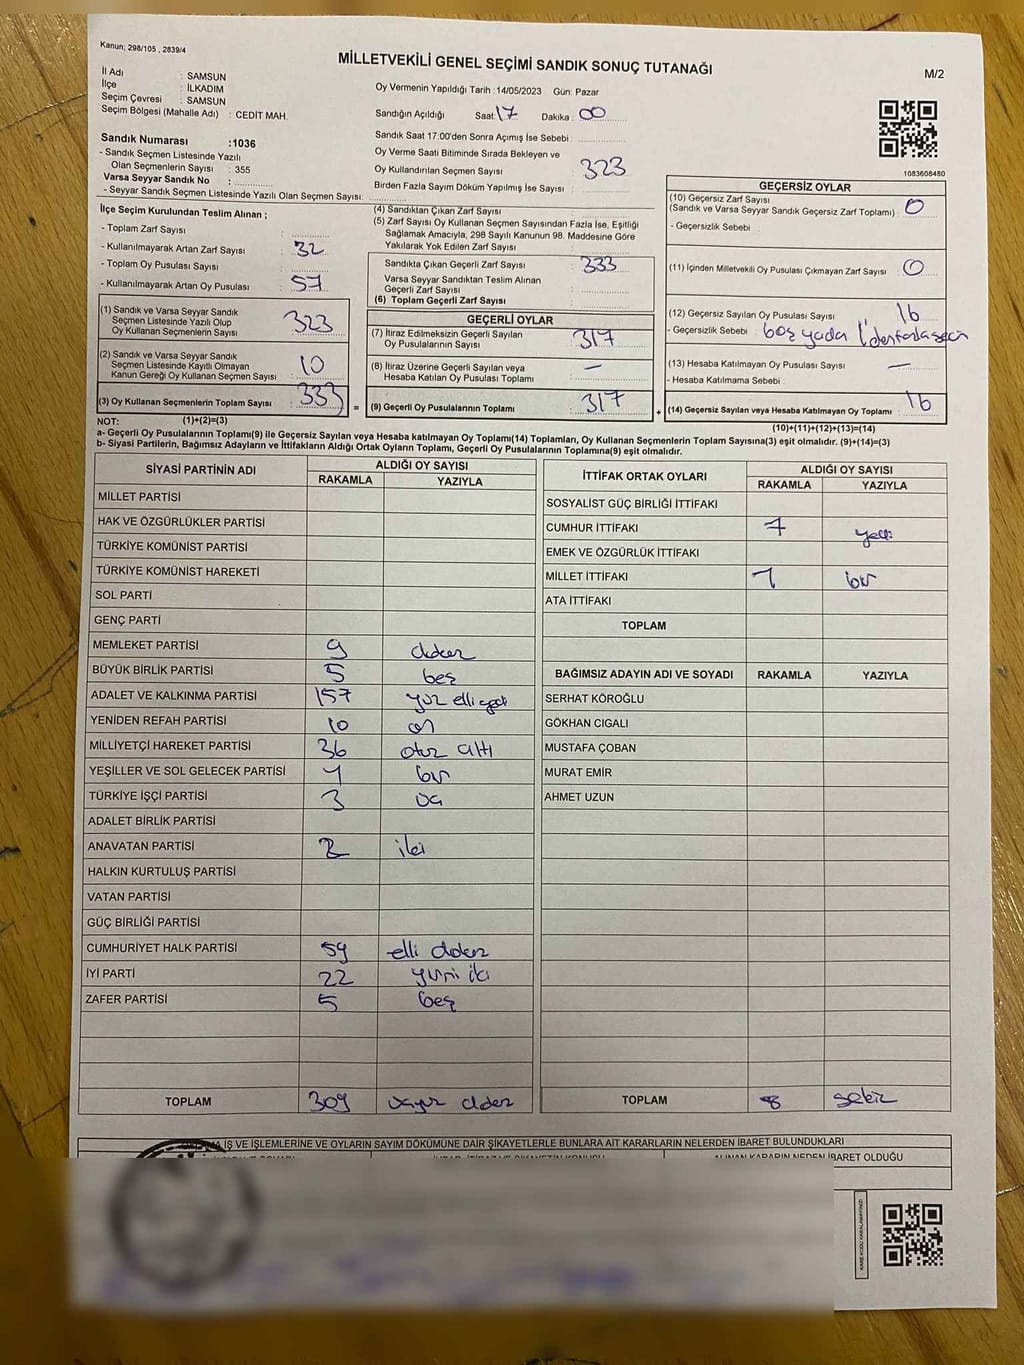 Kanun; 298/105 , 2839/4
MİLLETVEKİLİ GENEL SEÇİMİ SANDIK SONUÇ TUTANAĞI
M/2
İl Adı : SAMSUN
İlçe : İLKADIM
Seçim Çevresi : SAMSUN
Seçim Bölgesi (Mahalle Adı) : CEDİT MAH.
Sandık Numarası :1036
- Sandık Seçmen Listesinde Yazılı
Olan Seçmenlerin Sayısı : 355
Varsa Seyyar Sandık No :
- Seyyar Sandık Seçmen Listesinde Yazılı Olan Seçmen Sayısı:
Oy Vermenin Yapıldığı Tarih :14/05/2023 Gün: Pazar
Sandığın Açıldığı Saat: 17 Dakika : 00
Sandık Saat 17:00'den Sonra Açımış İse Sebebi :
Oy Verme Saati Bitiminde Sırada Bekleyen ve
Oy Kullandırılan Seçmen Sayısı : 323
Birden Fazla Sayım Döküm Yapılmış İse Sayısı :
1083608480
İlçe Seçim Kurulundan Teslim Alınan ;
- Toplam Zarf Sayısı :
- Kullanılmayarak Artan Zarf Sayısı : 32
- Toplam Oy Pusulası Sayısı :
- Kullanılmayarak Artan Oy Pusulası : 57
(1) Sandık ve Varsa Seyyar Sandık
Seçmen Listesinde Yazılı Olup
Oy Kullanan Seçmenlerin Sayısı : 323
(2) Sandık ve Varsa Seyyar Sandık
Seçmen Listesinde Kayıtlı Olmayan
Kanun Gereği Oy Kullanan Seçmen Sayısı : 10
(3) Oy Kullanan Seçmenlerin Toplam Sayısı : 333
(1)+(2)=(3)
(4) Sandıktan Çıkan Zarf Sayısı :
(5) Zarf Sayısı Oy Kullanan Seçmen Sayısından Fazla İse, Eşitliği
Sağlamak Amacıyla, 298 Sayılı Kanunun 98. Maddesine Göre
Yakılarak Yok Edilen Zarf Sayısı :
Sandıkta Çıkan Geçerli Zarf Sayısı : 333
Varsa Seyyar Sandıktan Teslim Alınan
Geçerli Zarf Sayısı :
(6) Toplam Geçerli Zarf Sayısı :
GEÇERLİ OYLAR
(7) İtiraz Edilmeksizin Geçerli Sayılan
Oy Pusulalarının Sayısı : 317
(8) İtiraz Üzerine Geçerli Sayılan veya
Hesaba Katılan Oy Pusulası Toplamı : —
= (9) Geçerli Oy Pusulalarının Toplamı : 317
GEÇERSİZ OYLAR
(10) Geçersiz Zarf Sayısı
(Sandık ve Varsa Seyyar Sandık Geçersiz Zarf Toplamı) : 0
- Geçersizlik Sebebi :
(11) İçinden Milletvekili Oy Pusulası Çıkmayan Zarf Sayısı : 0
(12) Geçersiz Sayılan Oy Pusulası Sayısı : 16
- Geçersizlik Sebebi : boş yada 1'den fazla seçim
(13) Hesaba Katılmayan Oy Pusulası Sayısı : —
- Hesaba Katılmama Sebebi :
+ (14) Geçersiz Sayılan veya Hesaba Katılmayan Oy Toplamı : 16
(10)+(11)+(12)+(13)=(14)
NOT:
a- Geçerli Oy Pusulalarının Toplamı(9) ile Geçersiz Sayılan veya Hesaba katılmayan Oy Toplamı(14) Toplamları, Oy Kullanan Seçmenlerin Toplam Sayısına(3) eşit olmalıdır. (9)+(14)=(3)
b- Siyasi Partilerin, Bağımsız Adayların ve İttifakların Aldığı Ortak Oyların Toplamı, Geçerli Oy Pusulalarının Toplamına(9) eşit olmalıdır.
SİYASİ PARTİNİN ADI ALDIĞI OY SAYISI
RAKAMLA YAZIYLA
MİLLET PARTİSİ
HAK VE ÖZGÜRLÜKLER PARTİSİ
TÜRKİYE KOMÜNİST PARTİSİ
TÜRKİYE KOMÜNİST HAREKETİ
SOL PARTİ
GENÇ PARTİ
MEMLEKET PARTİSİ 9 dokuz
BÜYÜK BİRLİK PARTİSİ 5 beş
ADALET VE KALKINMA PARTİSİ 157 yüz elli yedi
YENİDEN REFAH PARTİSİ 10 on
MİLLİYETÇİ HAREKET PARTİSİ 36 otuz altı
YEŞİLLER VE SOL GELECEK PARTİSİ 1 bir
TÜRKİYE İŞÇİ PARTİSİ 3 üç
ADALET BİRLİK PARTİSİ
ANAVATAN PARTİSİ 2 iki
HALKIN KURTULUŞ PARTİSİ
VATAN PARTİSİ
GÜÇ BİRLİĞİ PARTİSİ
CUMHURİYET HALK PARTİSİ 59 elli dokuz
İYİ PARTİ 22 yirmi iki
ZAFER PARTİSİ 5 beş
TOPLAM 309 üçyüz dokuz
İTTİFAK ORTAK OYLARI ALDIĞI OY SAYISI
RAKAMLA YAZIYLA
SOSYALİST GÜÇ BİRLİĞİ İTTİFAKI
CUMHUR İTTİFAKI 7 yedi
EMEK VE ÖZGÜRLÜK İTTİFAKI
MİLLET İTTİFAKI 1 bir
ATA İTTİFAKI
TOPLAM
BAĞIMSIZ ADAYIN ADI VE SOYADI RAKAMLA YAZIYLA
SERHAT KÖROĞLU
GÖKHAN CIGALI
MUSTAFA ÇOBAN
MURAT EMİR
AHMET UZUN
TOPLAM 8 sekiz
İŞ VE İŞLEMLERİNE VE OYLARIN SAYIM DÖKÜMÜNE DAİR ŞİKAYETLERLE BUNLARA AİT KARARLARIN NELERDEN İBARET BULUNDUKLARI
ALINAN KARARIN NEDEN İBARET OLDUĞU